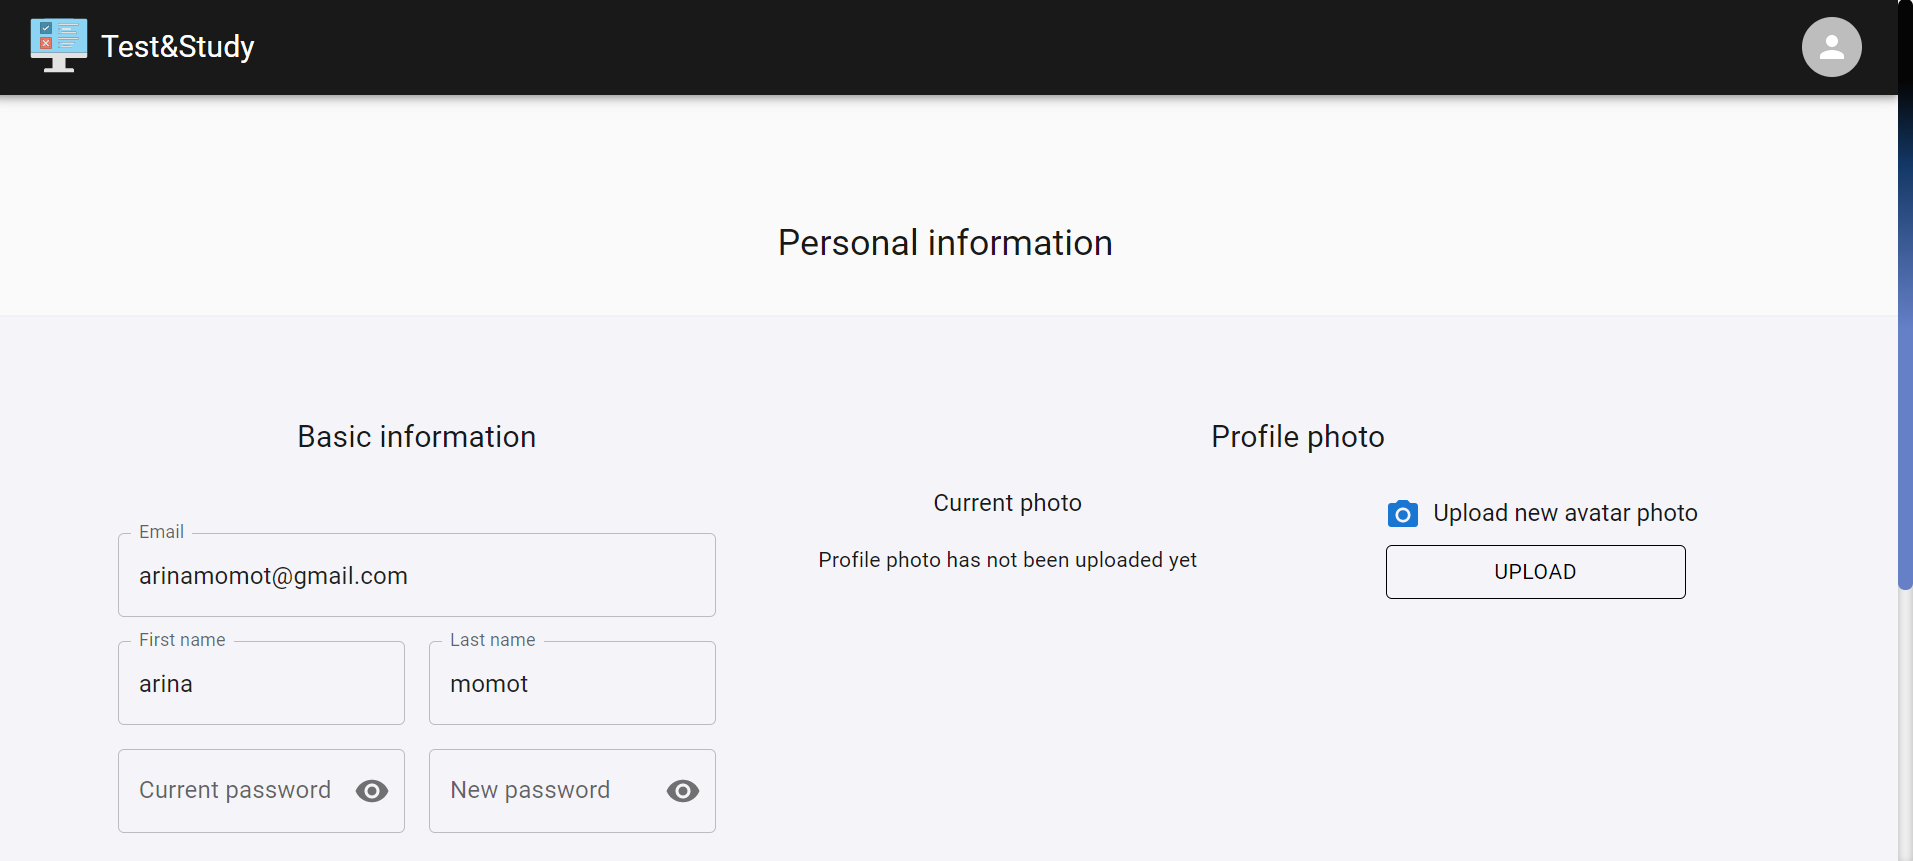 Test&Study
Personal information
Basic information
Profile photo
Email
arinamomot@gmail.com
First name
arina
Last name
momot
Current password
New password
Current photo
Profile photo has not been uploaded yet
Upload new avatar photo
UPLOAD